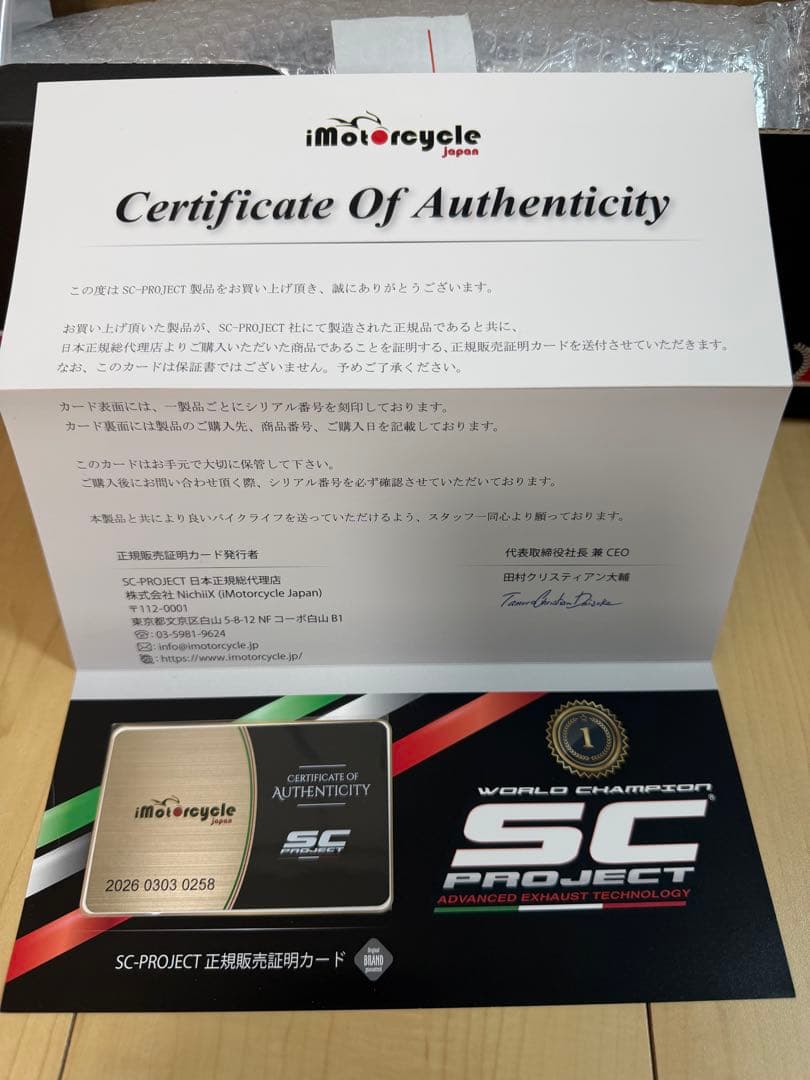 iMotorcycle
Japan
Certificate Of Authenticity
この度は SC-PROJECT 製品をお買い上げ頂き、誠にありがとうございます。
お買い上げ頂いた製品が、SC-PROJECT 社にて製造された正規品であると共に、
日本正規総代理店よりご購入いただいた商品であることを証明する、正規販売証明カードを送付させていただきます。
なお、このカードは保証書ではございません。予めご了承ください。
カード表面には、一製品ごとにシリアル番号を刻印しております。
カード裏面には製品のご購入先、商品番号、ご購入日を記載しております。
このカードはお手元で大切に保管して下さい。
ご購入後にお問い合わせ頂く際、シリアル番号を必ず確認させていただいております。
本製品と共により良いバイクライフを送っていただけるよう、スタッフ一同心より願っております。
正規販売証明カード発行者
SC-PROJECT 日本正規総代理店
株式会社 NichiiX (iMotorcycle Japan)
〒112-0001
東京都文京区白山 5-8-12 NF コーポ白山 B1
☏: 03-5981-9624
✉: info@imotorcycle.jp
: https://www.imotorcycle.jp/
代表取締役社長 兼 CEO
田村クリスティアン大輔
Tamura Christian Daisuke
iMotorcycle
Japan
2026 0303 0258
CERTIFICATE OF
AUTHENTICITY
SC
PROJECT
SC-PROJECT 正規販売証明カード
Original
BRAND
guaranteed
1
WORLD CHAMPION
SC®
PROJECT
ADVANCED EXHAUST TECHNOLOGY